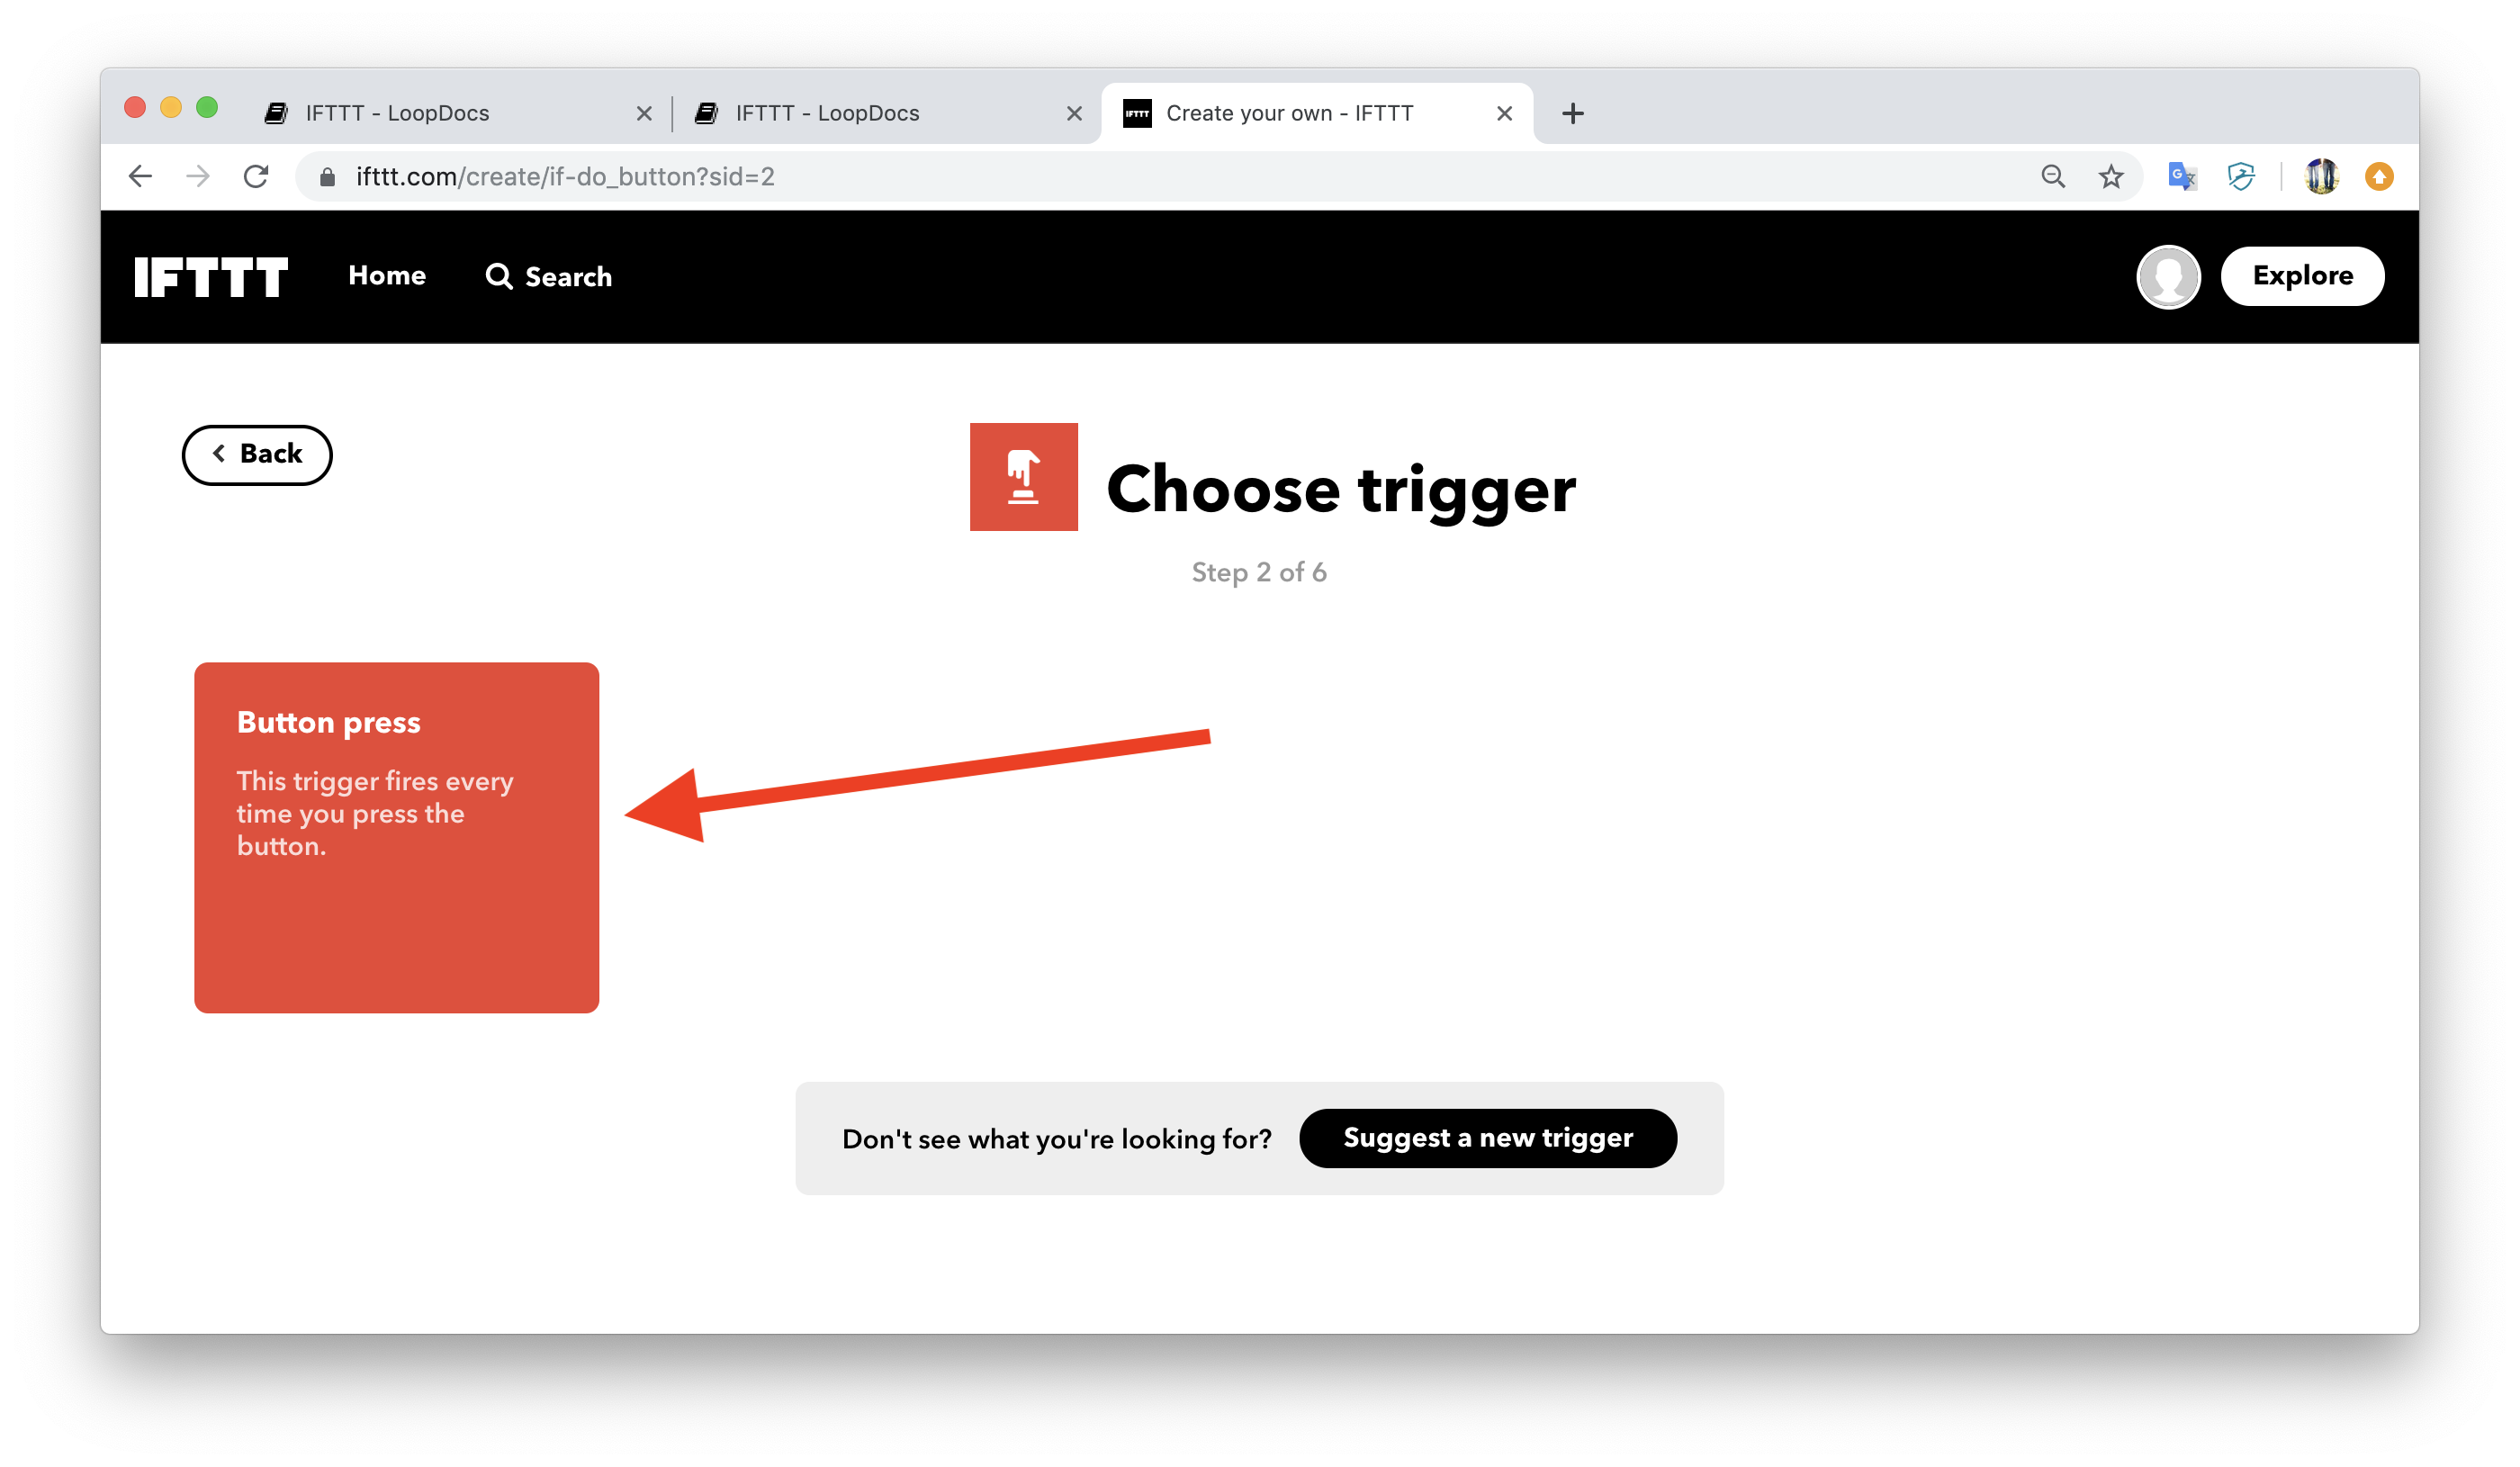 IFTTT - LoopDocs
IFTTT - LoopDocs
IFTTT
Create your own - IFTTT
ifttt.com/create/if-do_button?sid=2
IFTTT
Home
Search
Explore
Back
Choose trigger
Step 2 of 6
Button press
This trigger fires every
time you press the
button.
Don't see what you're looking for?
Suggest a new trigger